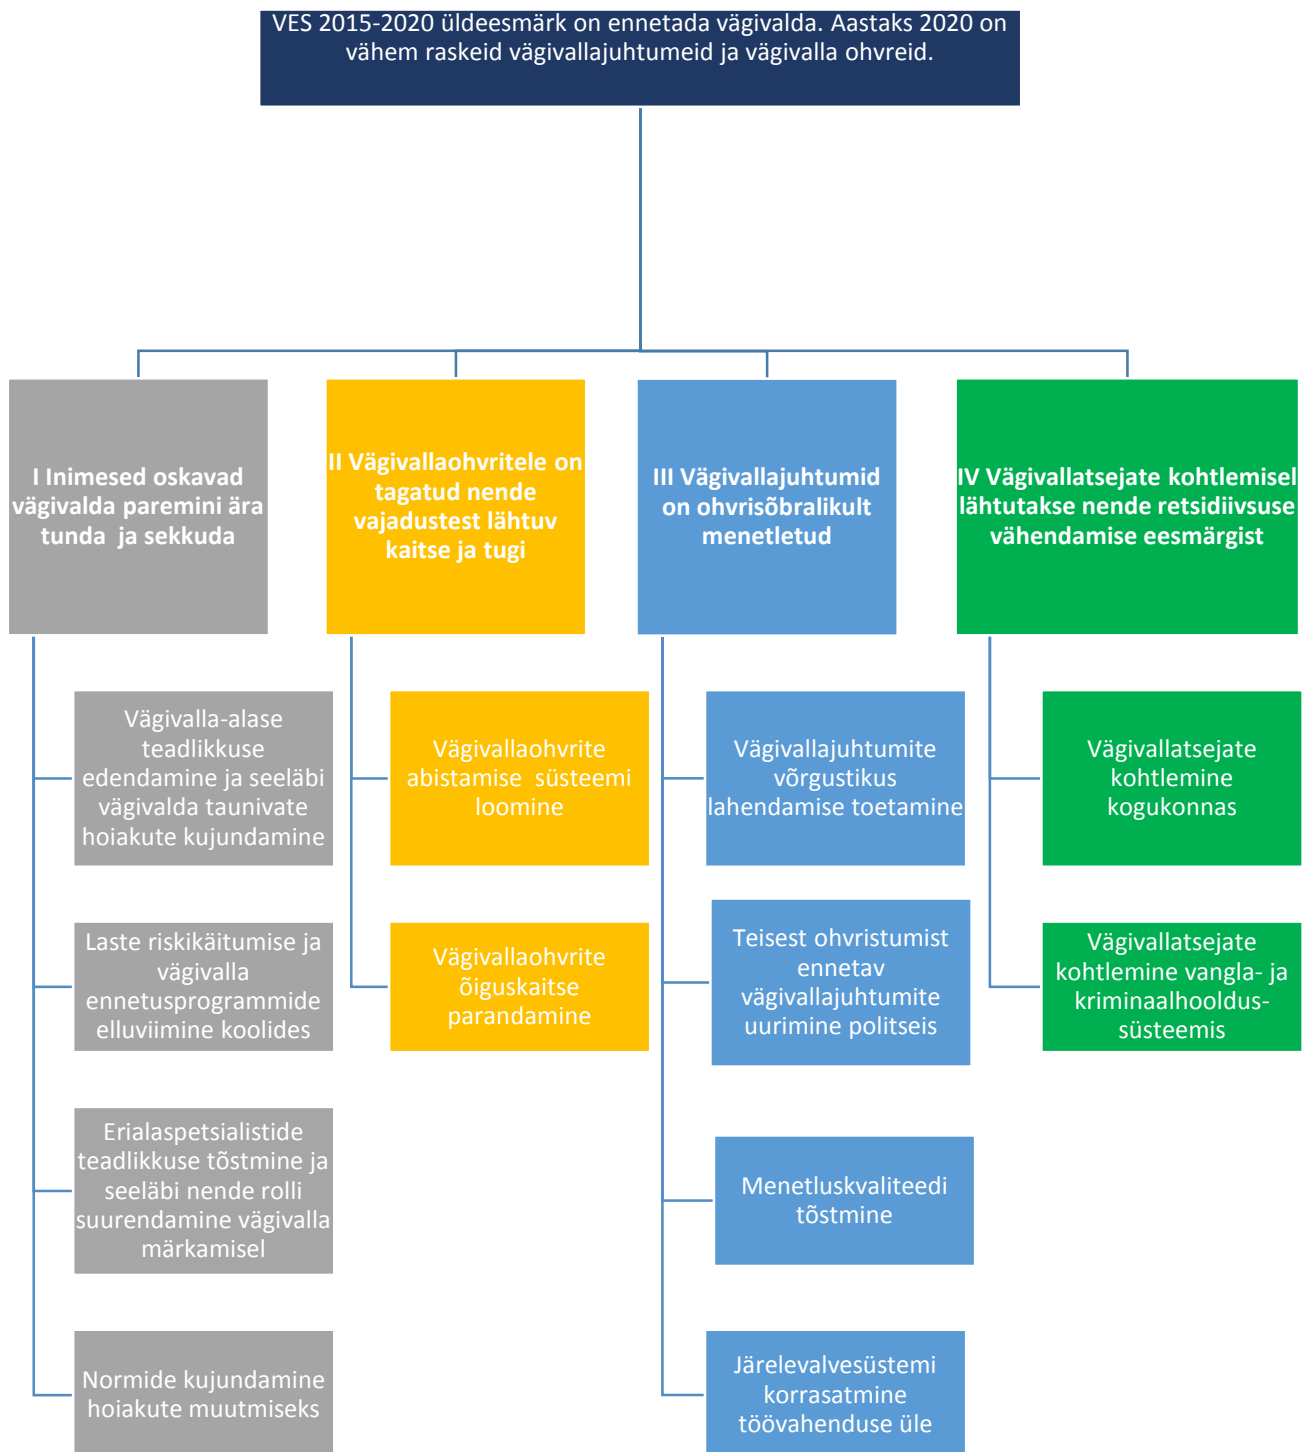 VES 2015-2020 üldeesmärk on ennetada vägivalda. Aastaks 2020 on
vähem raskeid vägivallajuhtumeid ja vägivalla ohvreid.
I Inimesed oskavad
vägivalda paremini ära
tunda ja sekkuda
II Vägivallaohvritele on
tagatud nende
vajadustest lähtuv
kaitse ja tugi
III Vägivallajuhtumid
on ohvrisõbralikult
menetletud
IV Vägivallatsejate kohtlemisel
lähtutakse nende retsidiivsuse
vähendamise eesmärgist
Vägivalla-alase
teadlikkuse
edendamine ja seeläbi
vägivalda taunivate
hoiakute kujundamine
Laste riskikäitumise ja
vägivalla
ennetusprogrammide
elluviimine koolides
Erialaspetsialistide
teadlikkuse tõstmine ja
seeläbi nende rolli
suurendamine vägivalla
märkamisel
Normide kujundamine
hoiakute muutmiseks
Vägivallaohvrite
abistamise süsteemi
loomine
Vägivallaohvrite
õiguskaitse
parandamine
Vägivallajuhtumite
võrgustikus
lahendamise toetamine
Teisest ohvristumist
ennetav
vägivallajuhtumite
uurimine politseis
Menetluskvaliteedi
tõstmine
Järelevalvesüstemi
korrasatmine
töövahenduse üle
Vägivallatsejate
kohtlemine
kogukonnas
Vägivallatsejate
kohtlemine vangla- ja
kriminaalhooldus-
süsteemis